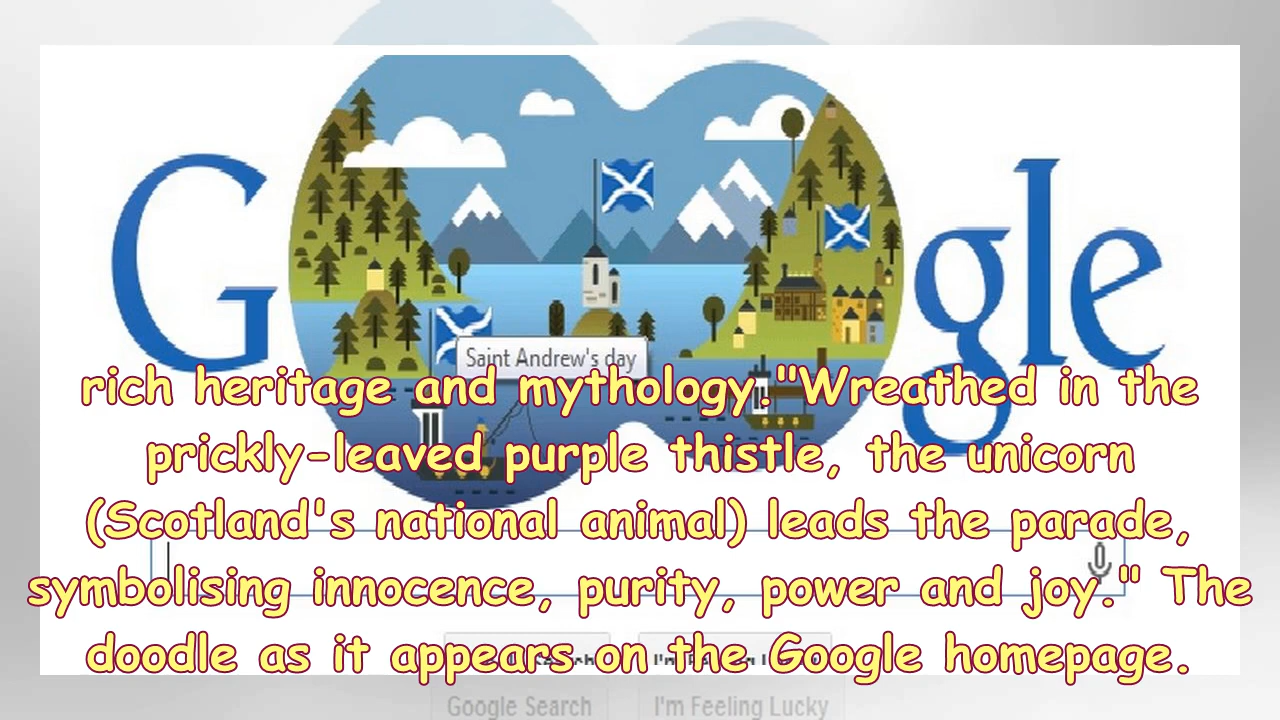 G gle
Saint Andrew's day
rich heritage and mythology."Wreathed in the
prickly-leaved purple thistle, the unicorn
(Scotland's national animal) leads the parade,
symbolising innocence, purity, power and joy." The
doodle as it appears on the Google homepage.
Google Search I'm Feeling Lucky